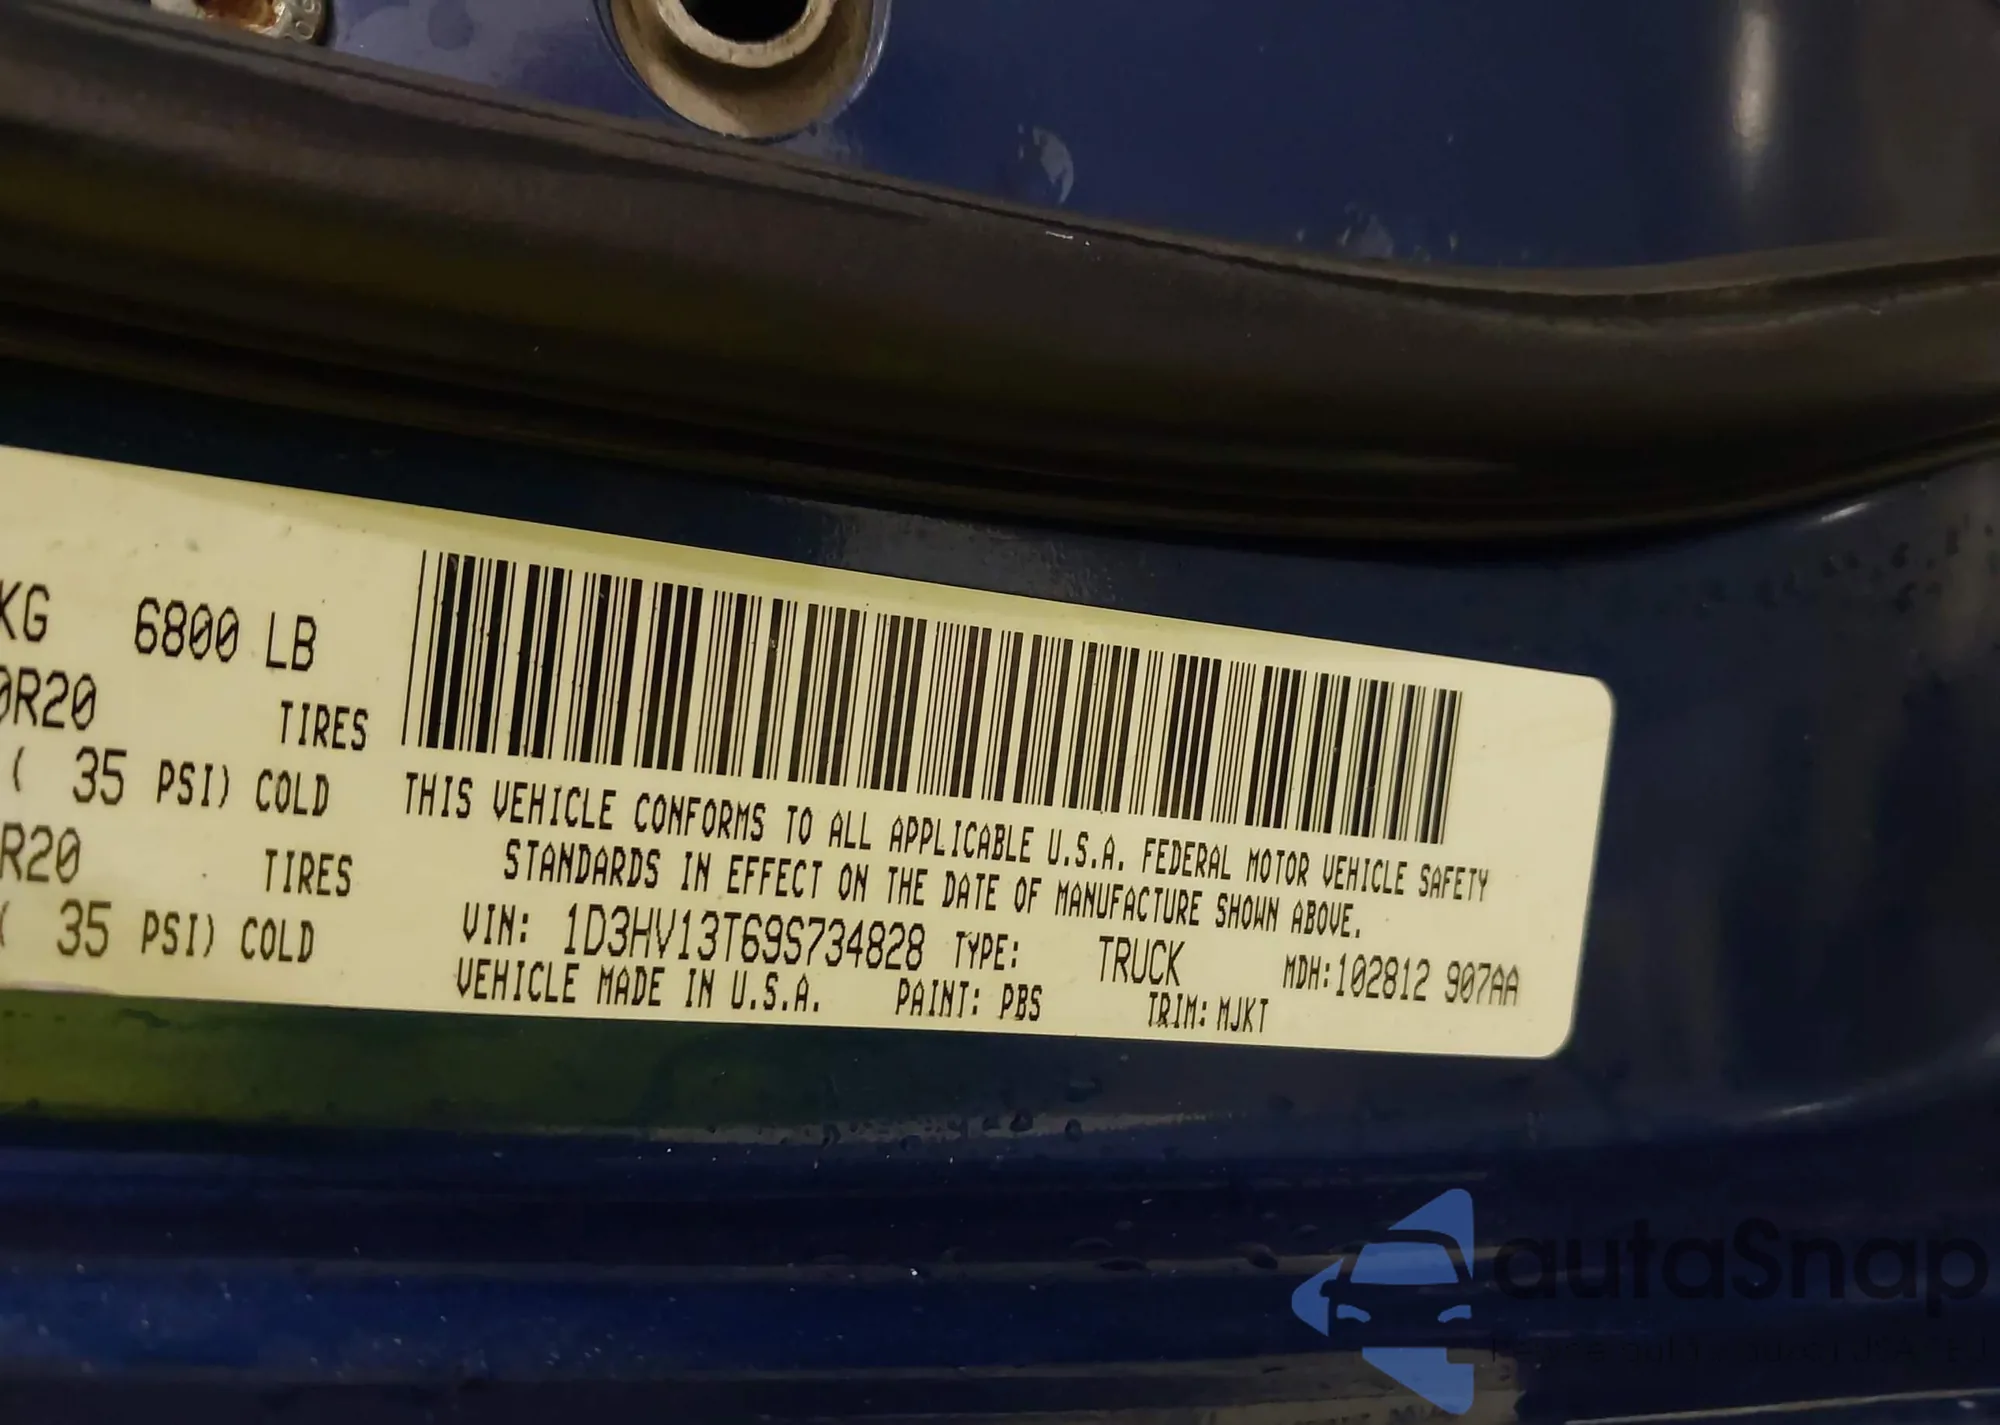 KG 6800 LB
0R20 TIRES
( 35 PSI) COLD
R20 TIRES
( 35 PSI) COLD
THIS VEHICLE CONFORMS TO ALL APPLICABLE U.S.A. FEDERAL MOTOR VEHICLE SAFETY
STANDARDS IN EFFECT ON THE DATE OF MANUFACTURE SHOWN ABOVE.
VIN: 1D3HV13T69S734828 TYPE: TRUCK MDH:102812 907AA
VEHICLE MADE IN U.S.A. PAINT: PBS TRIM: MJKT
autaSnap